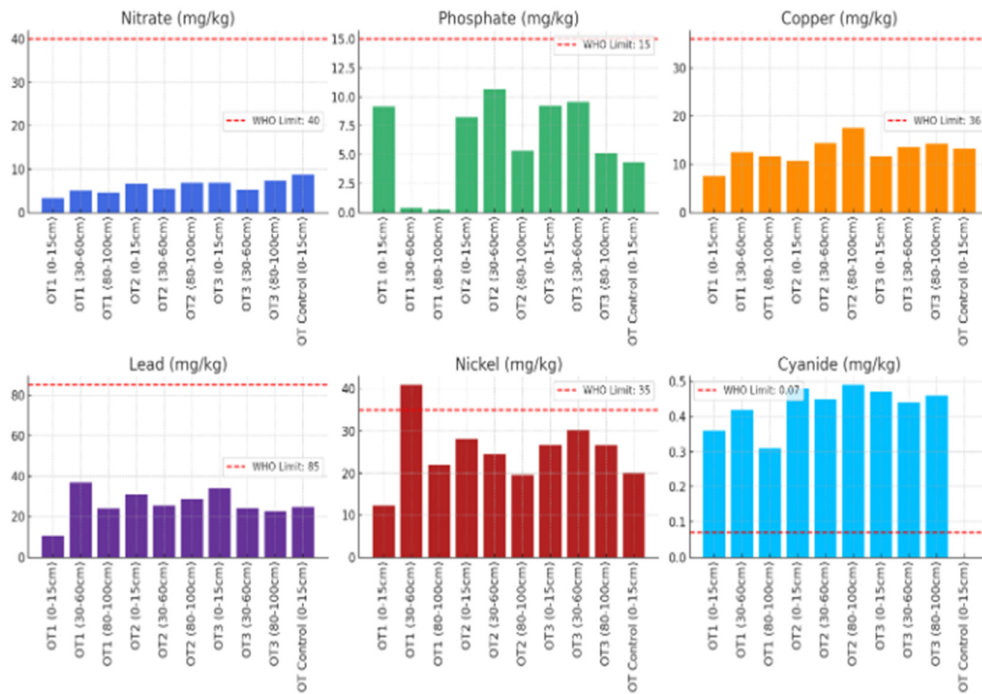 Nitrate (mg/kg)
40
30
20
10
0
WHO Limit: 40
OT1 (0-15cm)
OT1 (30-60cm)
OT1 (80-100cm)
OT2 (0-15cm)
OT2 (30-60cm)
OT2 (80-100cm)
OT3 (0-15cm)
OT3 (30-60cm)
OT3 (80-100cm)
OT Control (0-15cm)
Phosphate (mg/kg)
15.0
12.5
10.0
7.5
5.0
2.5
0.0
WHO Limit: 15
OT1 (0-15cm)
OT1 (30-60cm)
OT1 (80-100cm)
OT2 (0-15cm)
OT2 (30-60cm)
OT2 (80-100cm)
OT3 (0-15cm)
OT3 (30-60cm)
OT3 (80-100cm)
OT Control (0-15cm)
Copper (mg/kg)
30
20
10
0
WHO Limit: 36
OT1 (0-15cm)
OT1 (30-60cm)
OT1 (80-100cm)
OT2 (0-15cm)
OT2 (30-60cm)
OT2 (80-100cm)
OT3 (0-15cm)
OT3 (30-60cm)
OT3 (80-100cm)
OT Control (0-15cm)
Lead (mg/kg)
80
60
40
20
0
WHO Limit: 85
OT1 (0-15cm)
OT1 (30-60cm)
OT1 (80-100cm)
OT2 (0-15cm)
OT2 (30-60cm)
OT2 (80-100cm)
OT3 (0-15cm)
OT3 (30-60cm)
OT3 (80-100cm)
OT Control (0-15cm)
Nickel (mg/kg)
40
30
20
10
0
WHO Limit: 35
OT1 (0-15cm)
OT1 (30-60cm)
OT1 (80-100cm)
OT2 (0-15cm)
OT2 (30-60cm)
OT2 (80-100cm)
OT3 (0-15cm)
OT3 (30-60cm)
OT3 (80-100cm)
OT Control (0-15cm)
Cyanide (mg/kg)
0.5
0.4
0.3
0.2
0.1
0.0
WHO Limit: 0.07
OT1 (0-15cm)
OT1 (30-60cm)
OT1 (80-100cm)
OT2 (0-15cm)
OT2 (30-60cm)
OT2 (80-100cm)
OT3 (0-15cm)
OT3 (30-60cm)
OT3 (80-100cm)
OT Control (0-15cm)